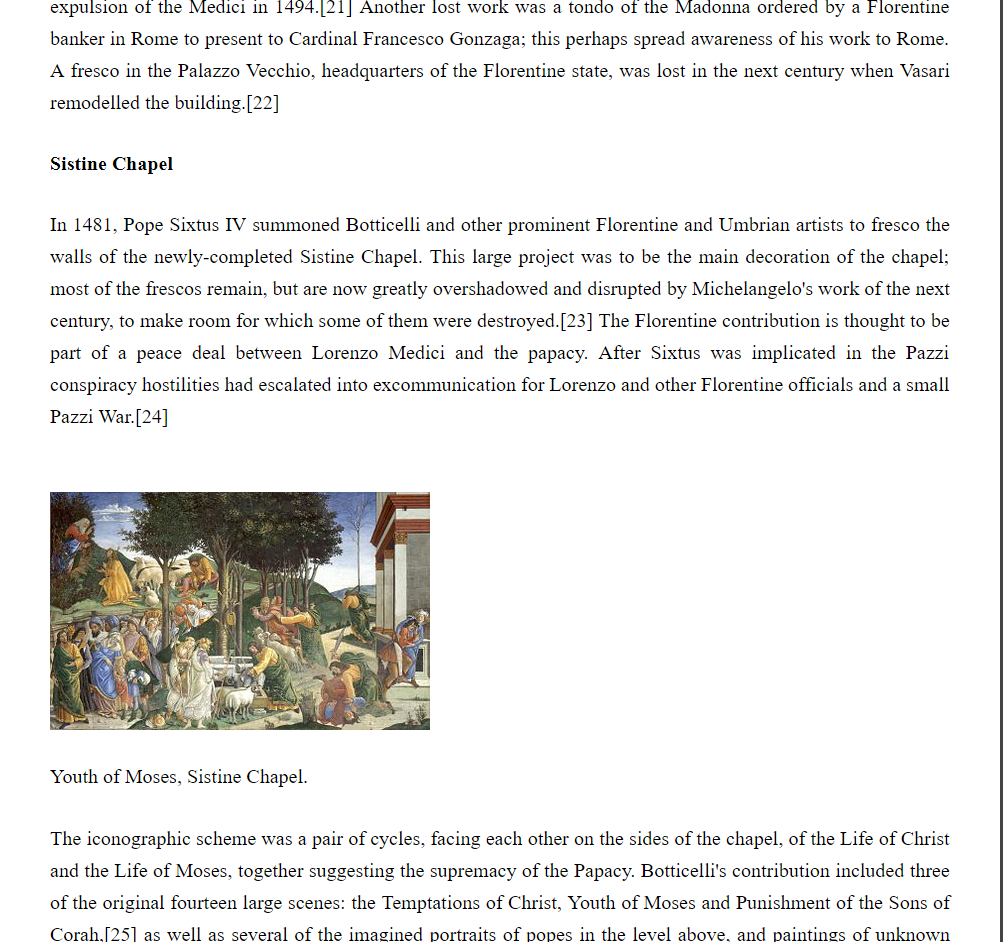 expulsion of the Medici in 1494.[21] Another lost work was a tondo of the Madonna ordered by a Florentine
banker in Rome to present to Cardinal Francesco Gonzaga; this perhaps spread awareness of his work to Rome.
A fresco in the Palazzo Vecchio, headquarters of the Florentine state, was lost in the next century when Vasari
remodelled the building.[22]
Sistine Chapel
In 1481, Pope Sixtus IV summoned Botticelli and other prominent Florentine and Umbrian artists to fresco the
walls of the newly-completed Sistine Chapel. This large project was to be the main decoration of the chapel;
most of the frescos remain, but are now greatly overshadowed and disrupted by Michelangelo's work of the next
century, to make room for which some of them were destroyed.[23] The Florentine contribution is thought to be
part of a peace deal between Lorenzo Medici and the papacy. After Sixtus was implicated in the Pazzi
conspiracy hostilities had escalated into excommunication for Lorenzo and other Florentine officials and a small
Pazzi War.[24]
Youth of Moses, Sistine Chapel.
The iconographic scheme was a pair of cycles, facing each other on the sides of the chapel, of the Life of Christ
and the Life of Moses, together suggesting the supremacy of the Papacy. Botticelli's contribution included three
of the original fourteen large scenes: the Temptations of Christ, Youth of Moses and Punishment of the Sons of
Corah,[25] as well as several of the imagined portraits of popes in the level above, and paintings of unknown